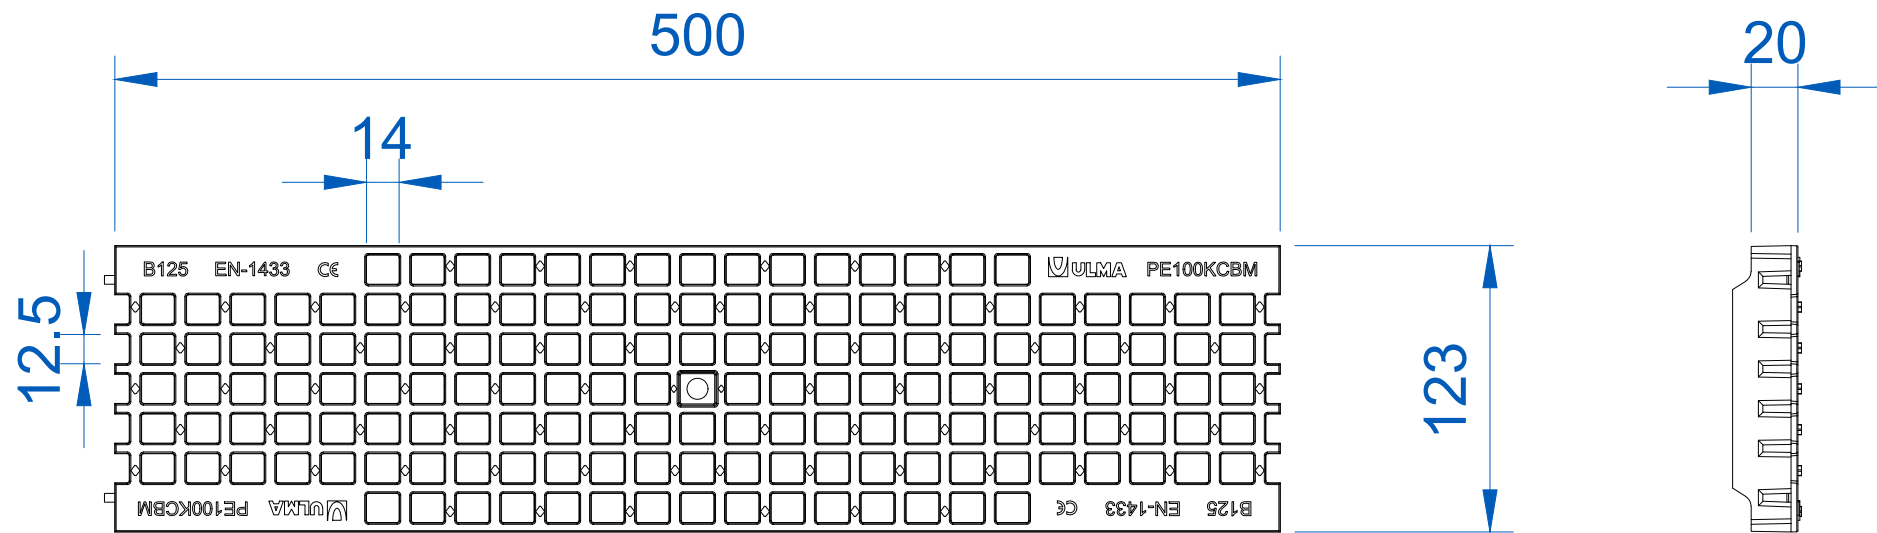 500
20
14
B125 EN-1433 CE ULMA PE100KCBM
12.5
123
PE100KCBM ULMA CE EN-1433 B125